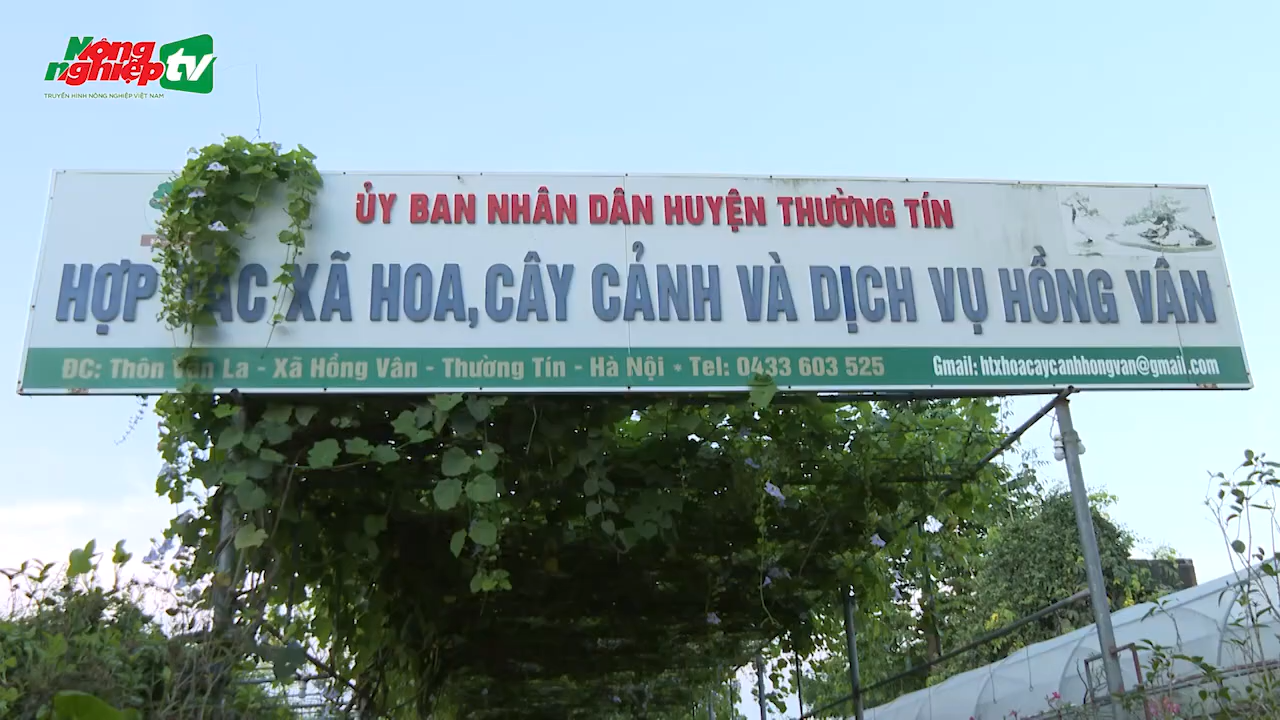 Nông nghiệp tv
TRUYỀN HÌNH NÔNG NGHIỆP VIỆT NAM
ỦY BAN NHÂN DÂN HUYỆN THƯỜNG TÍN
HỢP TÁC XÃ HOA, CÂY CẢNH VÀ DỊCH VỤ HỒNG VÂN
ĐC: Thôn Vân La - Xã Hồng Vân - Thường Tín - Hà Nội * Tel: 0433 603 525
Gmail: htxhoacaycanhhongvan@gmail.com